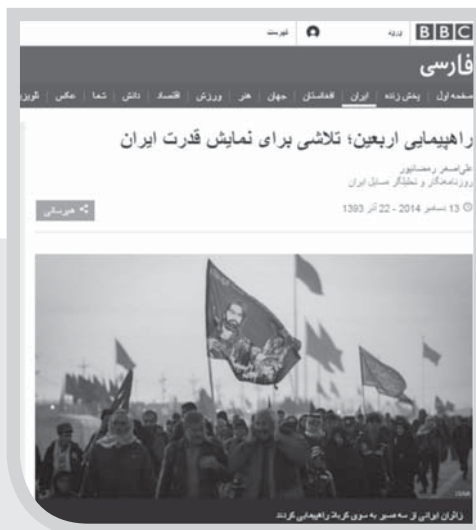 BBC ورود فهرست
فارسی
صفحه اول پخش زنده ایران افغانستان جهان هنر ورزش اقتصاد دانش شما عکس تلویزی
راهپیمایی اربعین؛ تلاشی برای نمایش قدرت ایران
علی‌اصغر رمضانپور
روزنامه‌نگار و تحلیلگر مسایل ایران
13 دسامبر 2014 - 22 آذر 1393
همرسانی
زائران ایرانی از سه مسیر به سوی کربلا راهپیمایی کردند